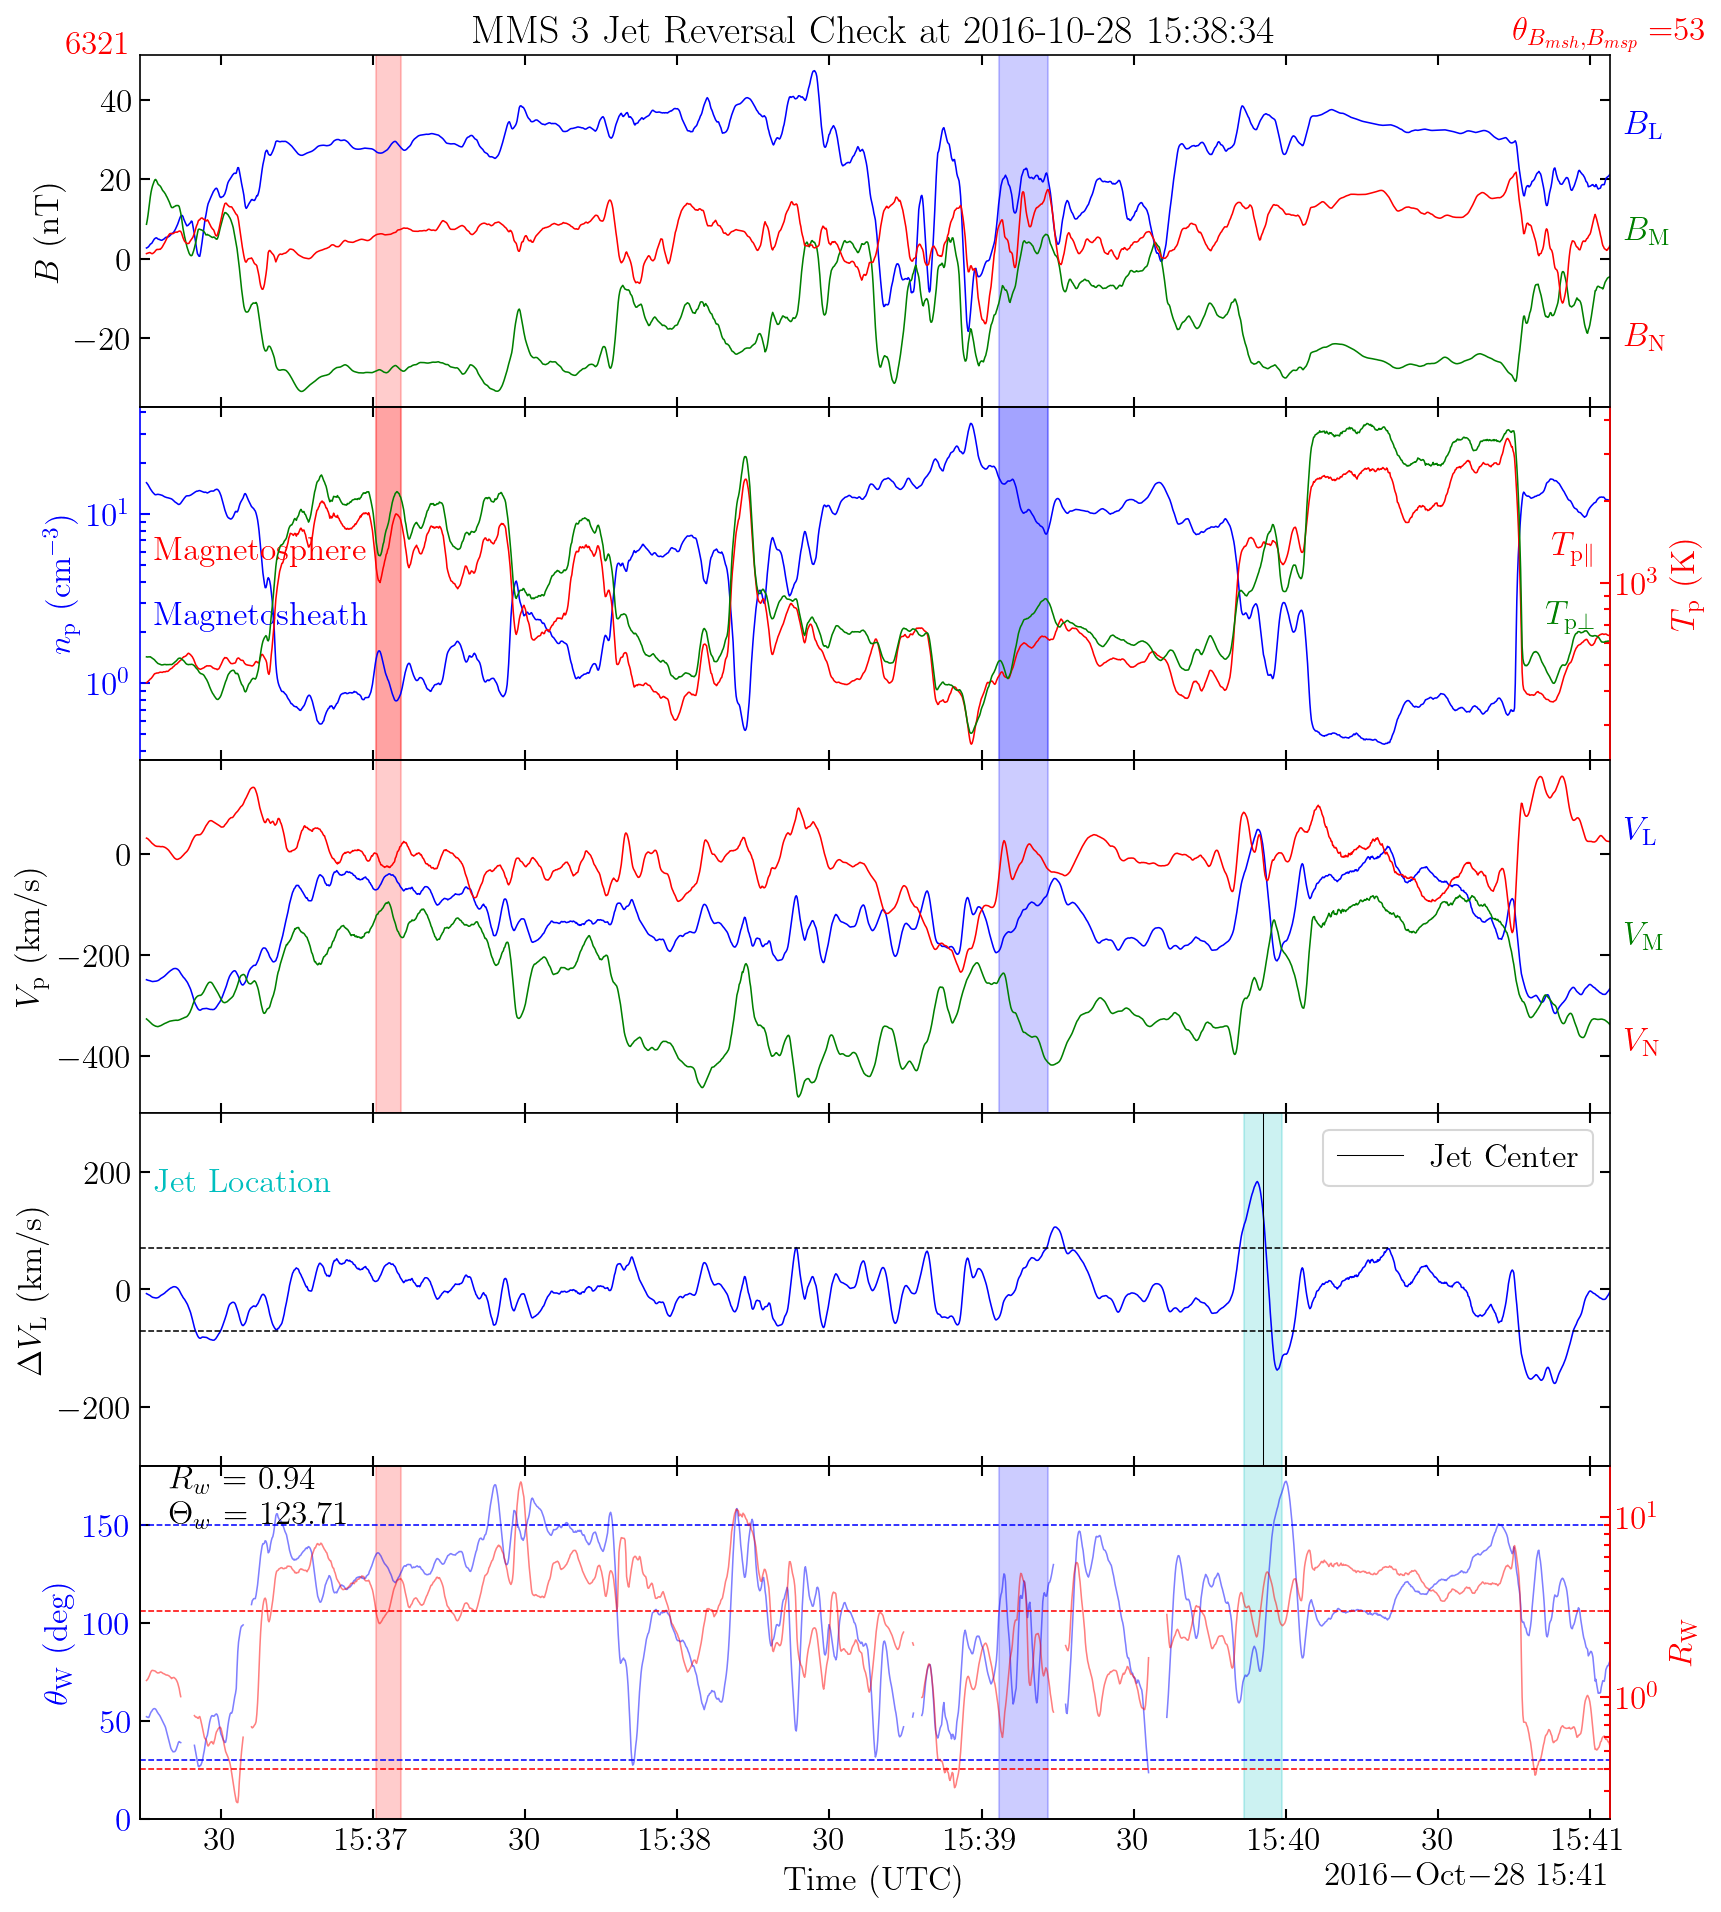 MMS 3 Jet Reversal Check at 2016-10-28 15:38:34
6321
θ_{B_{msh},B_{msp}} =53
40
20
0
−20
B (nT)
B_L
B_M
B_N
10^1
10^0
n_p (cm^{−3})
Magnetosphere
Magnetosheath
T_{p∥}
T_{p⊥}
10^3
T_p (K)
0
−200
−400
V_p (km/s)
V_L
V_M
V_N
200
0
−200
ΔV_L (km/s)
Jet Location
Jet Center
R_w = 0.94
Θ_w = 123.71
150
100
50
0
θ_W (deg)
10^1
10^0
R_W
30 15:37 30 15:38 30 15:39 30 15:40 30 15:41
Time (UTC)
2016−Oct−28 15:41